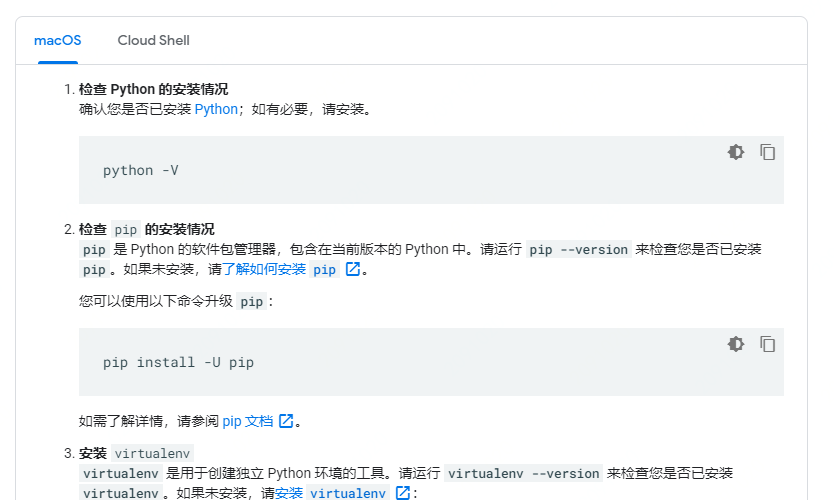 macOS Cloud Shell
1. 检查 Python 的安装情况
确认您是否已安装 Python；如有必要，请安装。
python -V
2. 检查 pip 的安装情况
pip 是 Python 的软件包管理器，包含在当前版本的 Python 中。请运行 pip --version 来检查您是否已安装
pip。如果未安装，请了解如何安装 pip。
您可以使用以下命令升级 pip：
pip install -U pip
如需了解详情，请参阅 pip 文档。
3. 安装 virtualenv
virtualenv 是用于创建独立 Python 环境的工具。请运行 virtualenv --version 来检查您是否已安装
virtualenv。如果未安装，请安装 virtualenv：